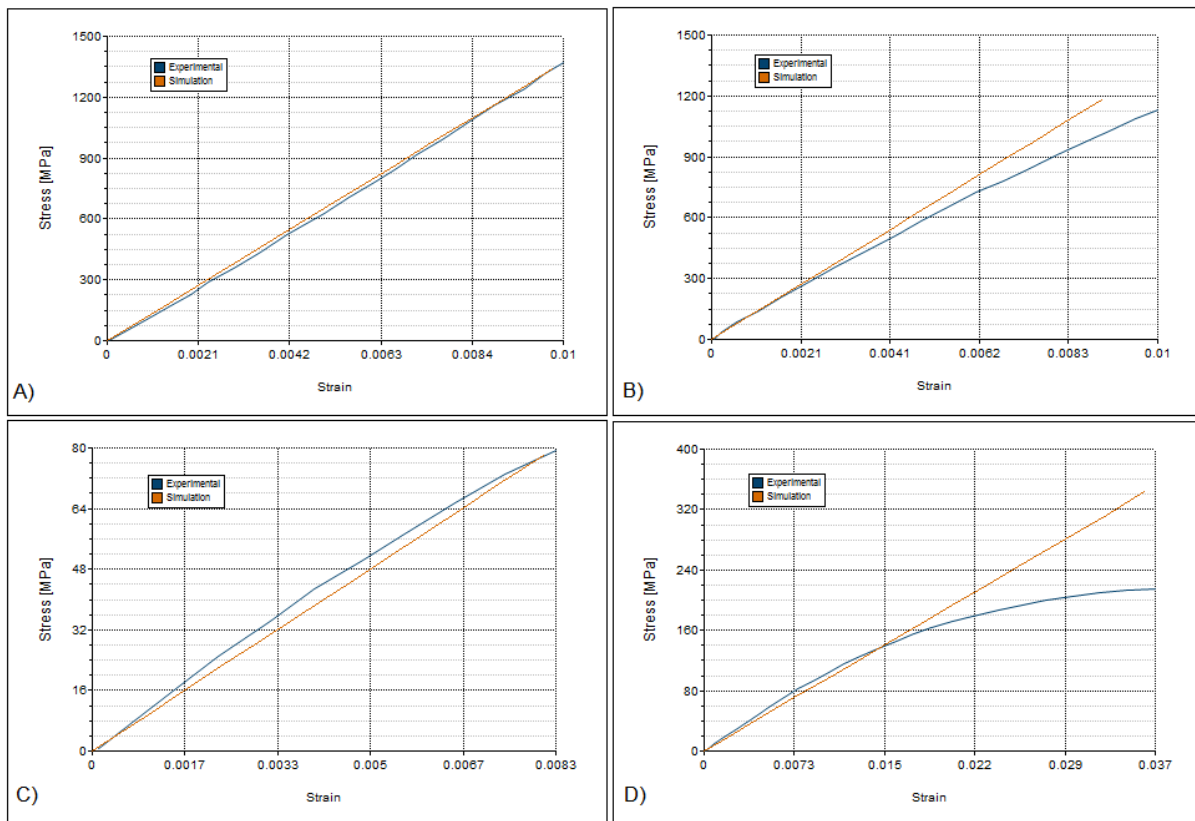 1500
1200
900
600
300
0
Stress [MPa]
Experimental
Simulation
0 0.0021 0.0042 0.0063 0.0084 0.01
Strain
A)
1500
1200
900
600
300
0
Stress [MPa]
Experimental
Simulation
0 0.0021 0.0041 0.0062 0.0083 0.01
Strain
B)
80
64
48
32
16
0
Stress [MPa]
Experimental
Simulation
0 0.0017 0.0033 0.005 0.0067 0.0083
Strain
C)
400
320
240
160
80
0
Stress [MPa]
Experimental
Simulation
0 0.0073 0.015 0.022 0.029 0.037
Strain
D)